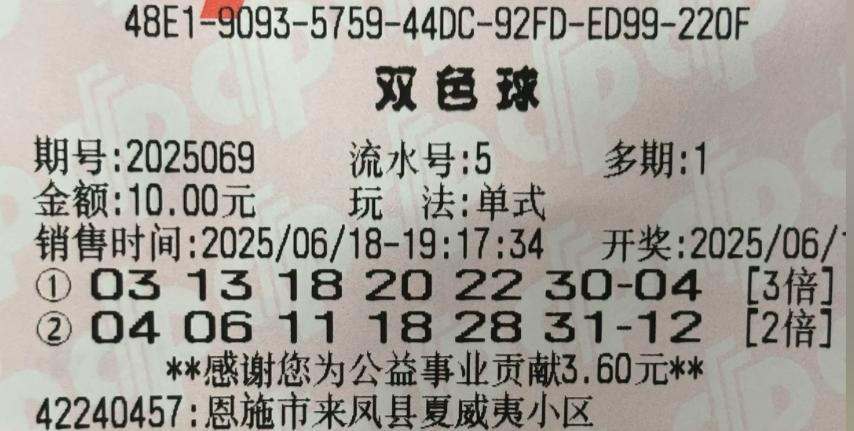 48E1-9093-5759-44DC-92FD-ED99-220F
双色球
期号:2025069 流水号:5 多期:1
金额:10.00元 玩 法:单式
销售时间:2025/06/18-19:17:34 开奖:2025/06/
① 03 13 18 20 22 30-04 [3倍]
② 04 06 11 18 28 31-12 [2倍]
**感谢您为公益事业贡献3.60元**
42240457:恩施市来凤县夏威夷小区